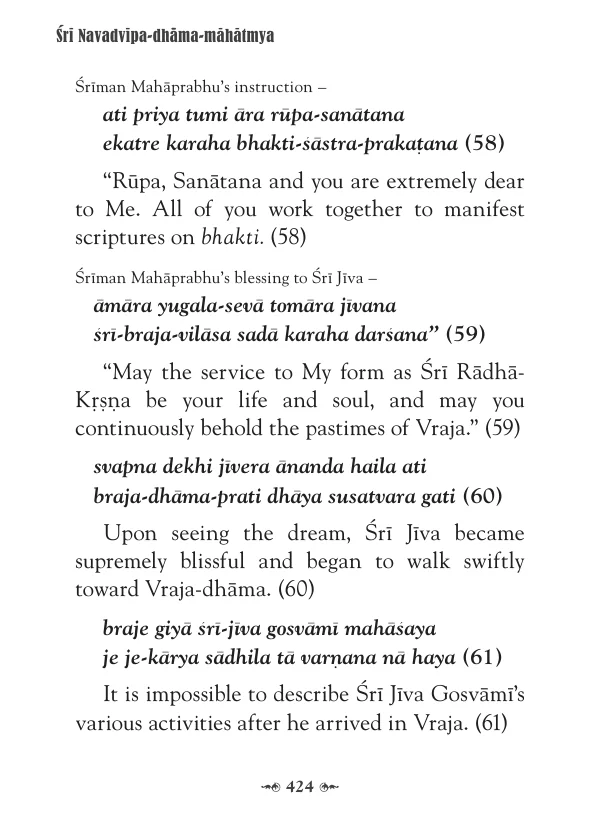 Śrī Navadvīpa-dhāma-māhātmya
Śrīman Mahāprabhu's instruction –
ati priya tumi āra rūpa-sanātana
ekatre karaha bhakti-śāstra-prakaṭana (58)
“Rūpa, Sanātana and you are extremely dear
to Me. All of you work together to manifest
scriptures on bhakti. (58)
Śrīman Mahāprabhu's blessing to Śrī Jīva –
āmāra yugala-sevā tomāra jīvana
śrī-braja-vilāsa sadā karaha darśana” (59)
“May the service to My form as Śrī Rādhā-
Kṛṣṇa be your life and soul, and may you
continuously behold the pastimes of Vraja.” (59)
svapna dekhi jīvera ānanda haila ati
braja-dhāma-prati dhāya susatvara gati (60)
Upon seeing the dream, Śrī Jīva became
supremely blissful and began to walk swiftly
toward Vraja-dhāma. (60)
braje giyā śrī-jīva gosvāmī mahāśaya
je je-kārya sādhila tā varṇana nā haya (61)
It is impossible to describe Śrī Jīva Gosvāmī's
various activities after he arrived in Vraja. (61)
424